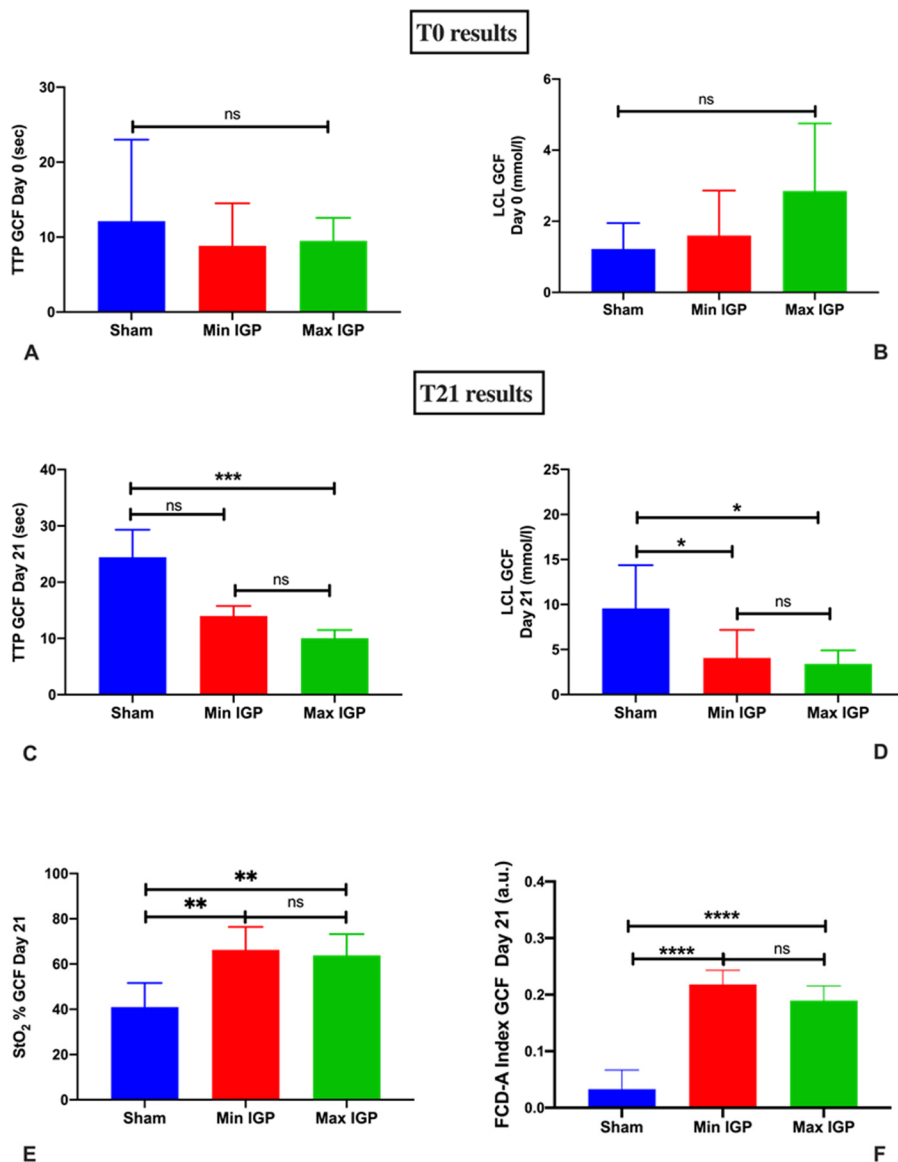 T0 results
TTP GCF Day 0 (sec)
30
20
10
0
ns
Sham
Min IGP
Max IGP
A
LCL GCF
Day 0 (mmol/l)
6
4
2
0
ns
Sham
Min IGP
Max IGP
B
T21 results
TTP GCF Day 21 (sec)
40
30
20
10
0
***
ns
ns
Sham
Min IGP
Max IGP
C
LCL GCF
Day 21 (mmol/l)
25
20
15
10
5
0
*
*
ns
Sham
Min IGP
Max IGP
D
StO2 % GCF Day 21
100
80
60
40
20
0
**
**
ns
Sham
Min IGP
Max IGP
E
FCD-A Index GCF Day 21 (a.u.)
0.4
0.3
0.2
0.1
0.0
****
****
ns
Sham
Min IGP
Max IGP
F